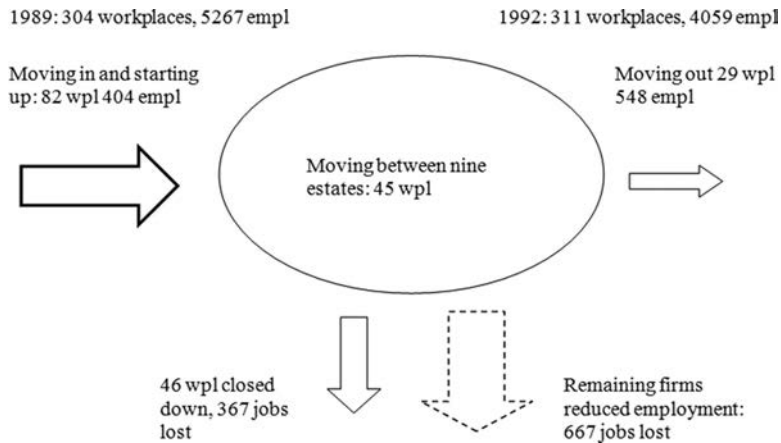 1989: 304 workplaces, 5267 empl
1992: 311 workplaces, 4059 empl
Moving in and starting
up: 82 wpl 404 empl
Moving out 29 wpl
548 empl
Moving between nine
estates: 45 wpl
46 wpl closed
down, 367 jobs
lost
Remaining firms
reduced employment:
667 jobs lost